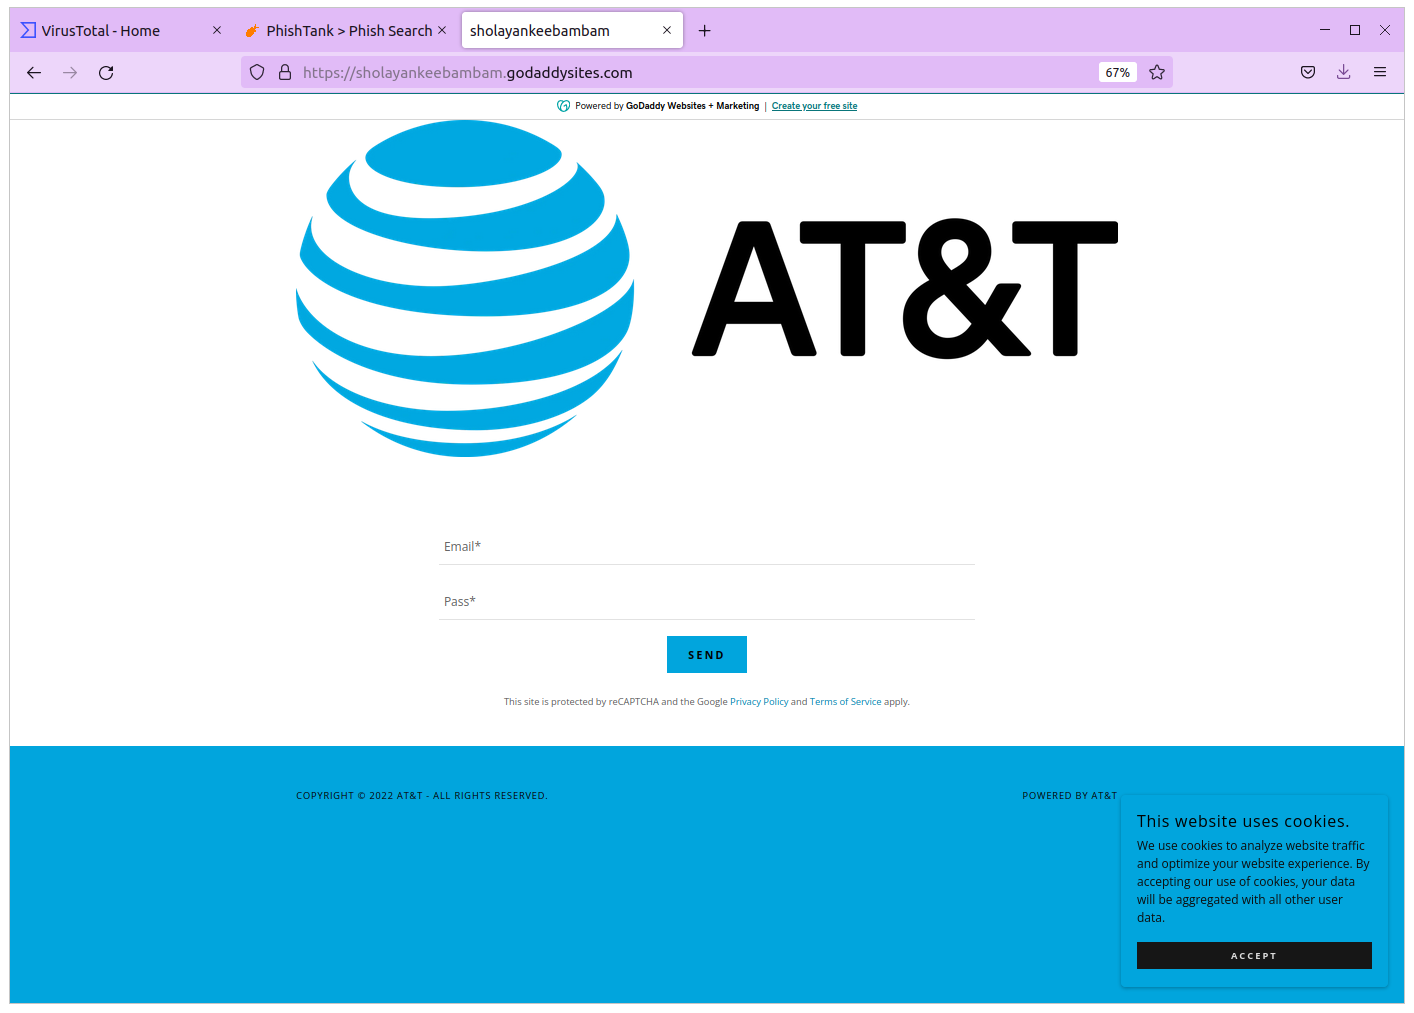 VirusTotal - Home
PhishTank > Phish Search
sholayankeebambam
https://sholayankeebambam.godaddysites.com
67%
Powered by GoDaddy Websites + Marketing | Create your free site
AT&T
Email*
Pass*
SEND
This site is protected by reCAPTCHA and the Google Privacy Policy and Terms of Service apply.
COPYRIGHT © 2022 AT&T - ALL RIGHTS RESERVED.
POWERED BY AT&T
This website uses cookies.
We use cookies to analyze website traffic
and optimize your website experience. By
accepting our use of cookies, your data
will be aggregated with all other user
data.
ACCEPT